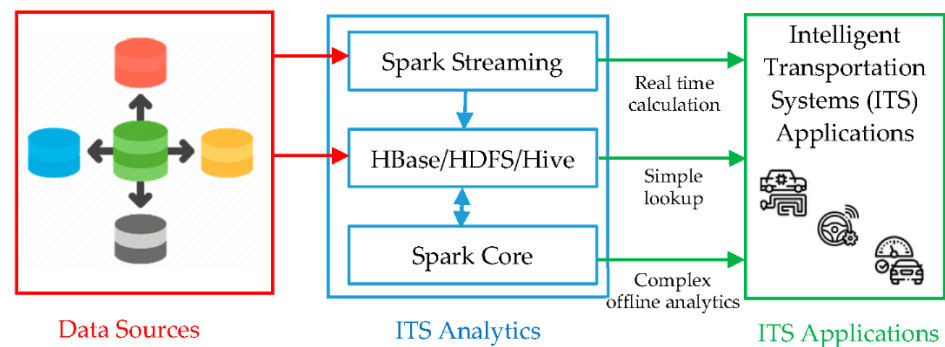 Spark Streaming
HBase/HDFS/Hive
Spark Core
Real time
calculation
Simple
lookup
Complex
offline analytics
Intelligent
Transportation
Systems (ITS)
Applications
Data Sources
ITS Analytics
ITS Applications